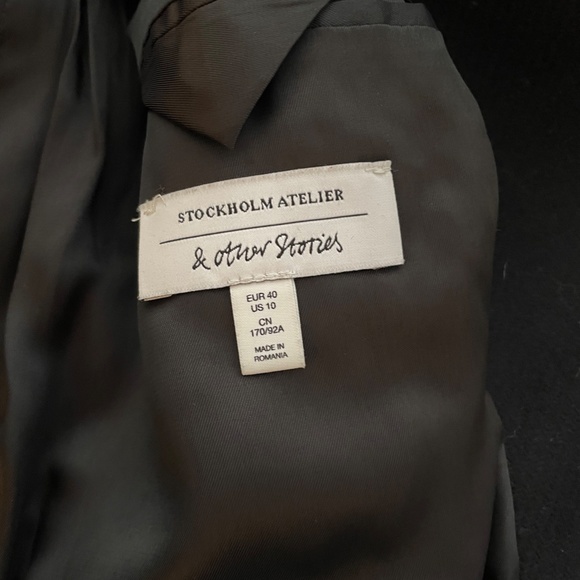 STOCKHOLM ATELIER
& other Stories
EUR 40
US 10
CN
170/92A
MADE IN
ROMANIA